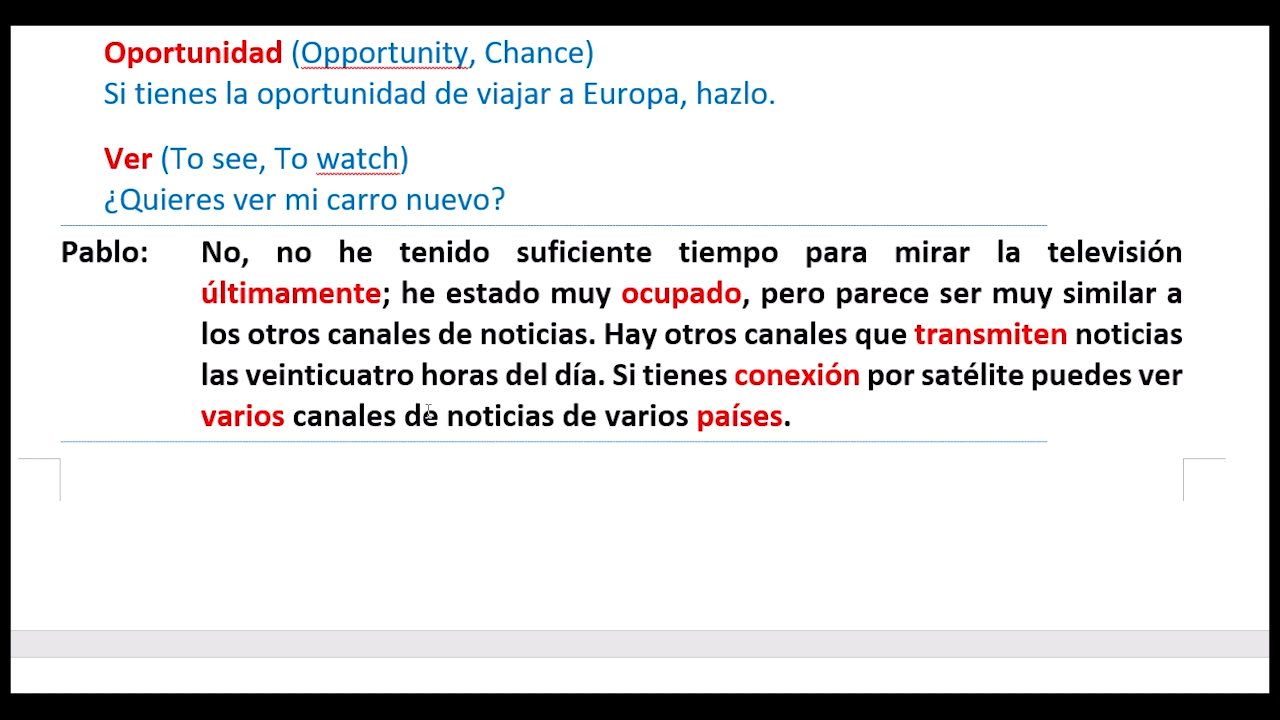 Oportunidad (Opportunity, Chance)
Si tienes la oportunidad de viajar a Europa, hazlo.
Ver (To see, To watch)
¿Quieres ver mi carro nuevo?
Pablo: No, no he tenido suficiente tiempo para mirar la televisión
últimamente; he estado muy ocupado, pero parece ser muy similar a
los otros canales de noticias. Hay otros canales que transmiten noticias
las veinticuatro horas del día. Si tienes conexión por satélite puedes ver
varios canales de noticias de varios países.